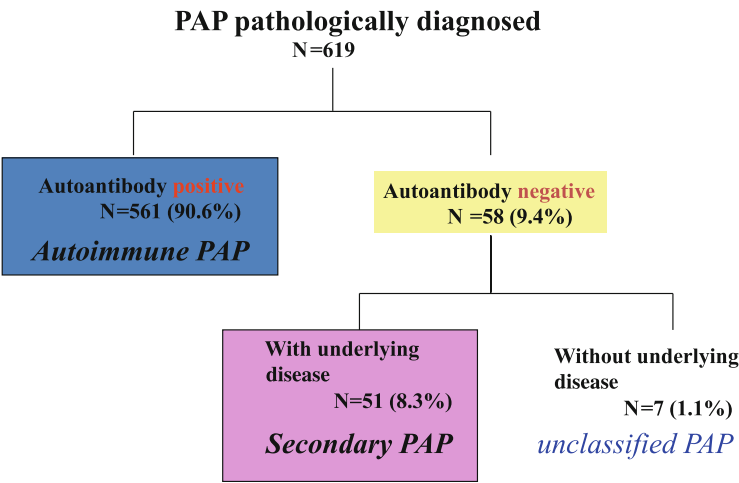 PAP pathologically diagnosed
N=619
Autoantibody positive
N=561 (90.6%)
Autoimmune PAP
Autoantibody negative
N =58 (9.4%)
With underlying
disease
N=51 (8.3%)
Secondary PAP
Without underlying
disease
N=7 (1.1%)
unclassified PAP